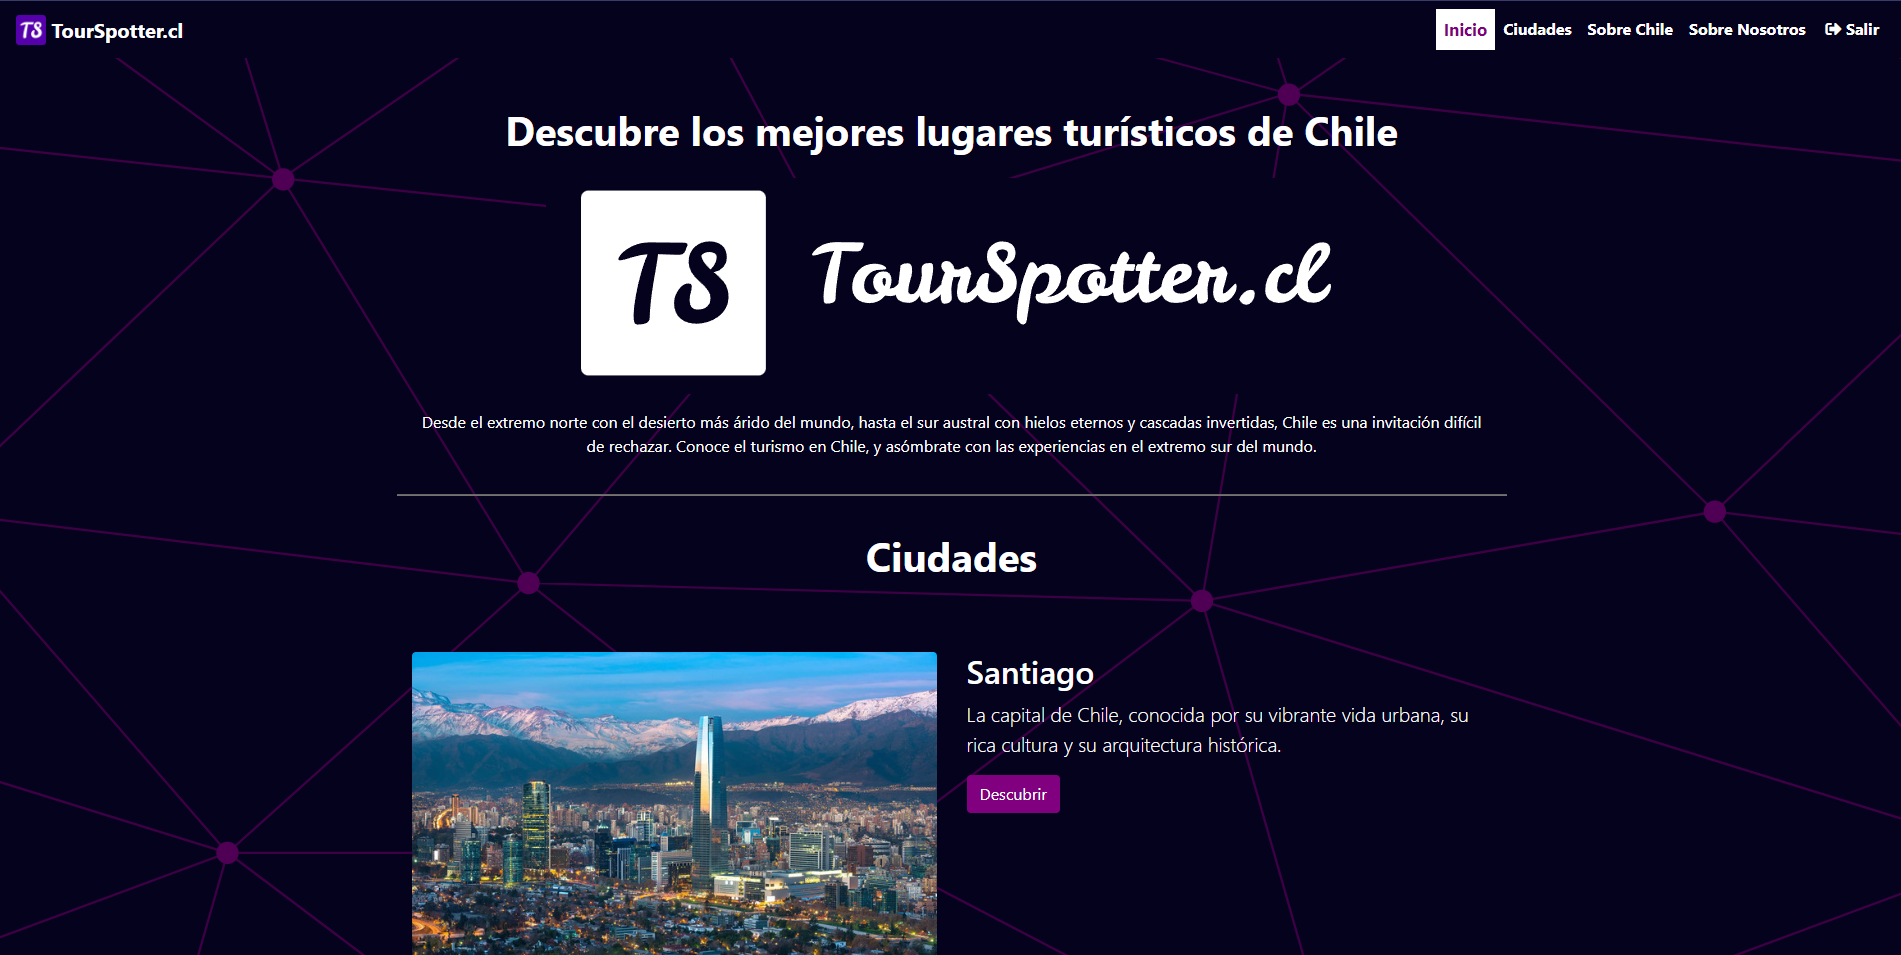 TS TourSpotter.cl
Inicio Ciudades Sobre Chile Sobre Nosotros Salir
Descubre los mejores lugares turísticos de Chile
TS TourSpotter.cl
Desde el extremo norte con el desierto más árido del mundo, hasta el sur austral con hielos eternos y cascadas invertidas, Chile es una invitación difícil
de rechazar. Conoce el turismo en Chile, y asómbrate con las experiencias en el extremo sur del mundo.
Ciudades
Santiago
La capital de Chile, conocida por su vibrante vida urbana, su
rica cultura y su arquitectura histórica.
Descubrir